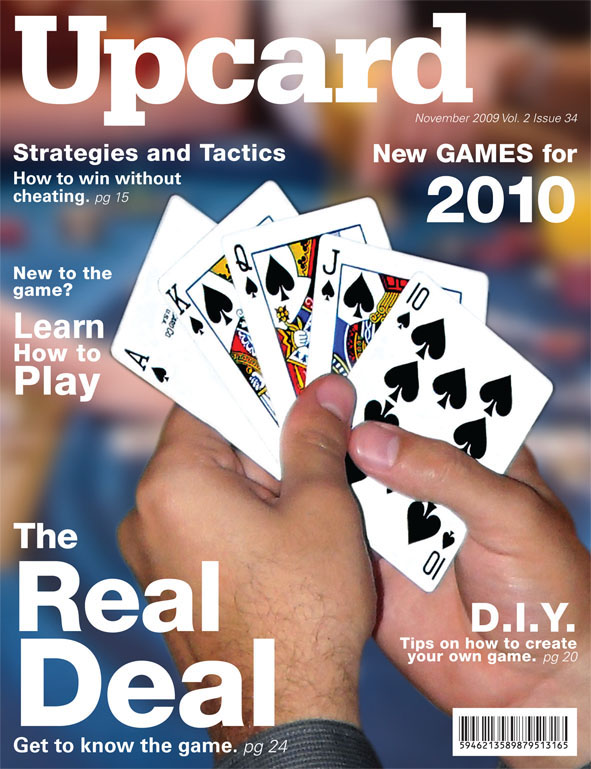 Upcard
November 2009 Vol. 2 Issue 34
Strategies and Tactics
How to win without
cheating. pg 15
New GAMES for
2010
New to the
game?
Learn
How to
Play
A
K
Q
J
10
10
The
Real
Deal
Get to know the game. pg 24
D.I.Y.
Tips on how to create
your own game. pg 20
5946213589879513165